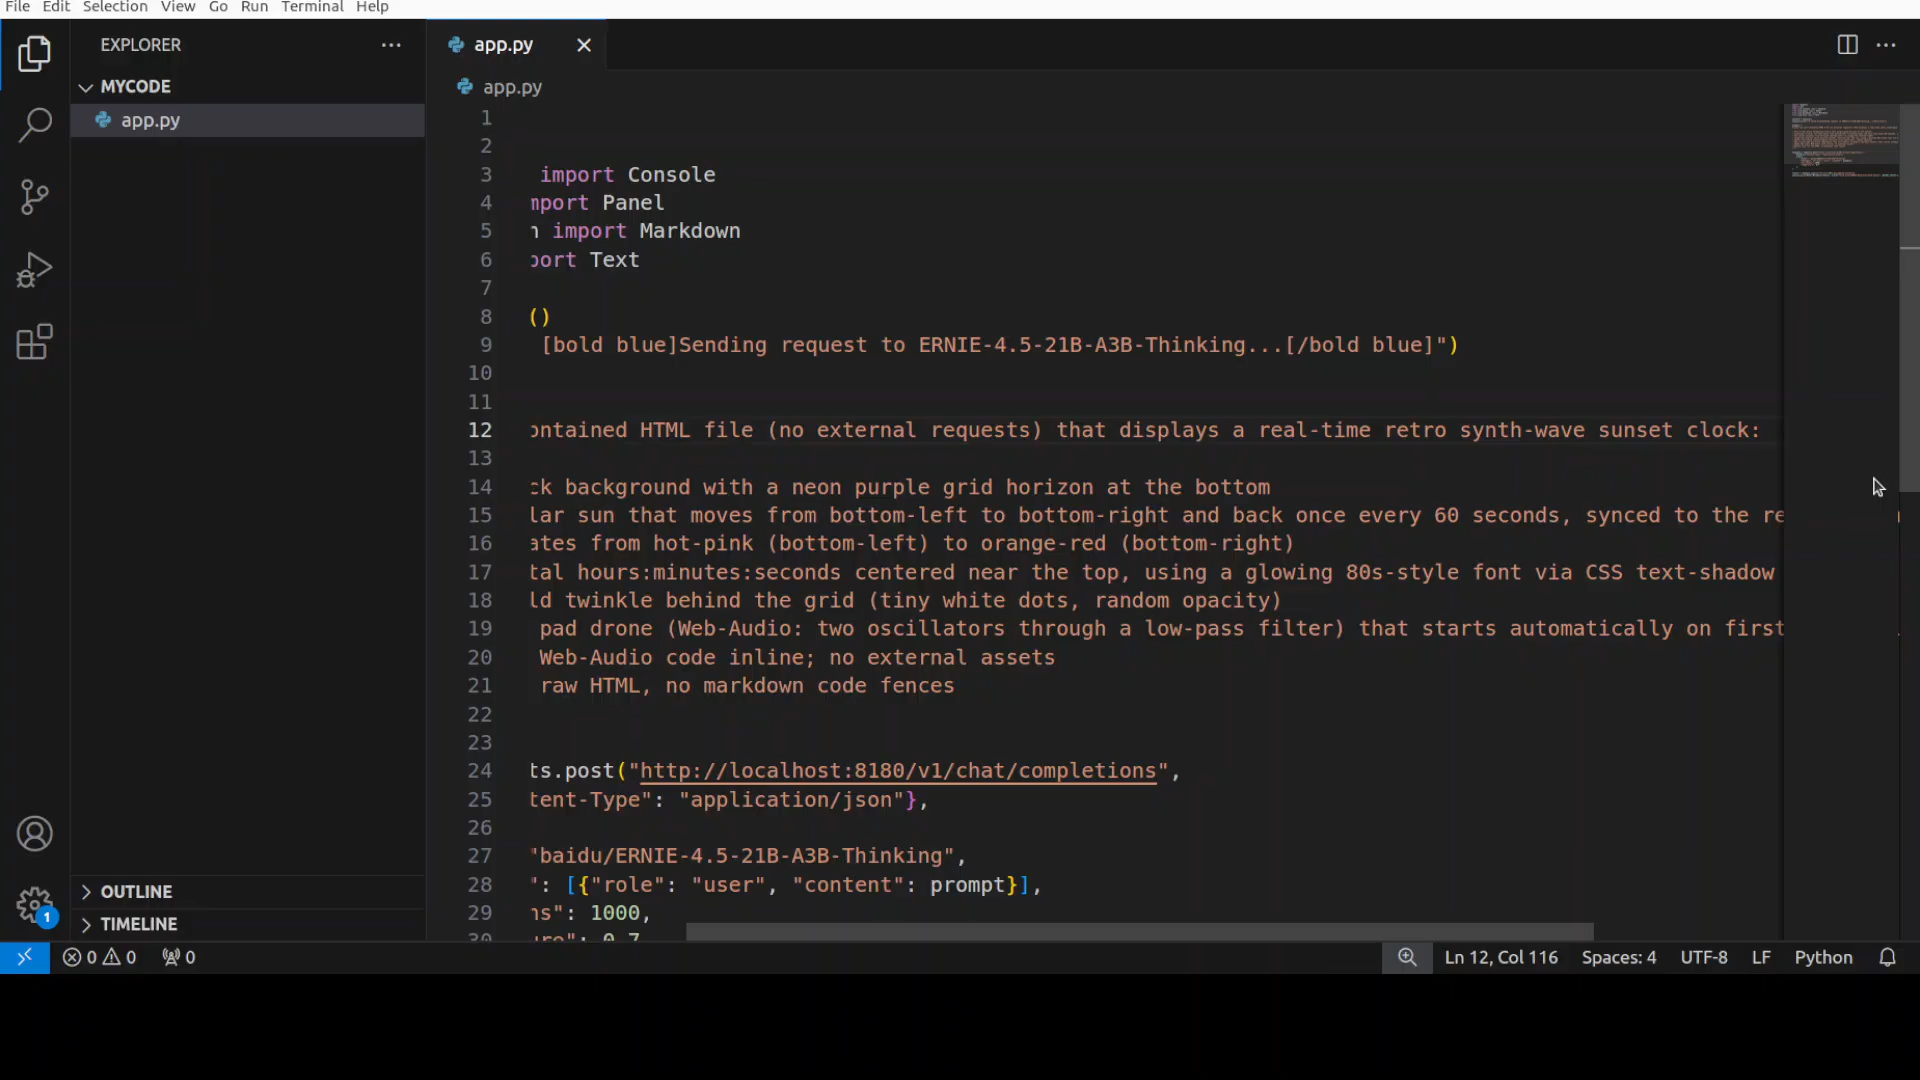 File Edit Selection View Go Run Terminal Help
EXPLORER
app.py
MYCODE
app.py
app.py
1
2
3 import Console
4 mport Panel
5 n import Markdown
6 port Text
7
8 ()
9 [bold blue]Sending request to ERNIE-4.5-21B-A3B-Thinking...[/bold blue]")
10
11
12 ontained HTML file (no external requests) that displays a real-time retro synth-wave sunset clock:
13
14 ck background with a neon purple grid horizon at the bottom
15 lar sun that moves from bottom-left to bottom-right and back once every 60 seconds, synced to the re
16 ates from hot-pink (bottom-left) to orange-red (bottom-right)
17 tal hours:minutes:seconds centered near the top, using a glowing 80s-style font via CSS text-shadow
18 ld twinkle behind the grid (tiny white dots, random opacity)
19 pad drone (Web-Audio: two oscillators through a low-pass filter) that starts automatically on first
20 Web-Audio code inline; no external assets
21 raw HTML, no markdown code fences
22
23
24 ts.post("http://localhost:8180/v1/chat/completions",
25 tent-Type": "application/json"},
26
27 "baidu/ERNIE-4.5-21B-A3B-Thinking",
28 ": [{"role": "user", "content": prompt}],
29 ns": 1000,
30 ure": 0.7
OUTLINE
TIMELINE
1
0 0 0
Ln 12, Col 116 Spaces: 4 UTF-8 LF Python